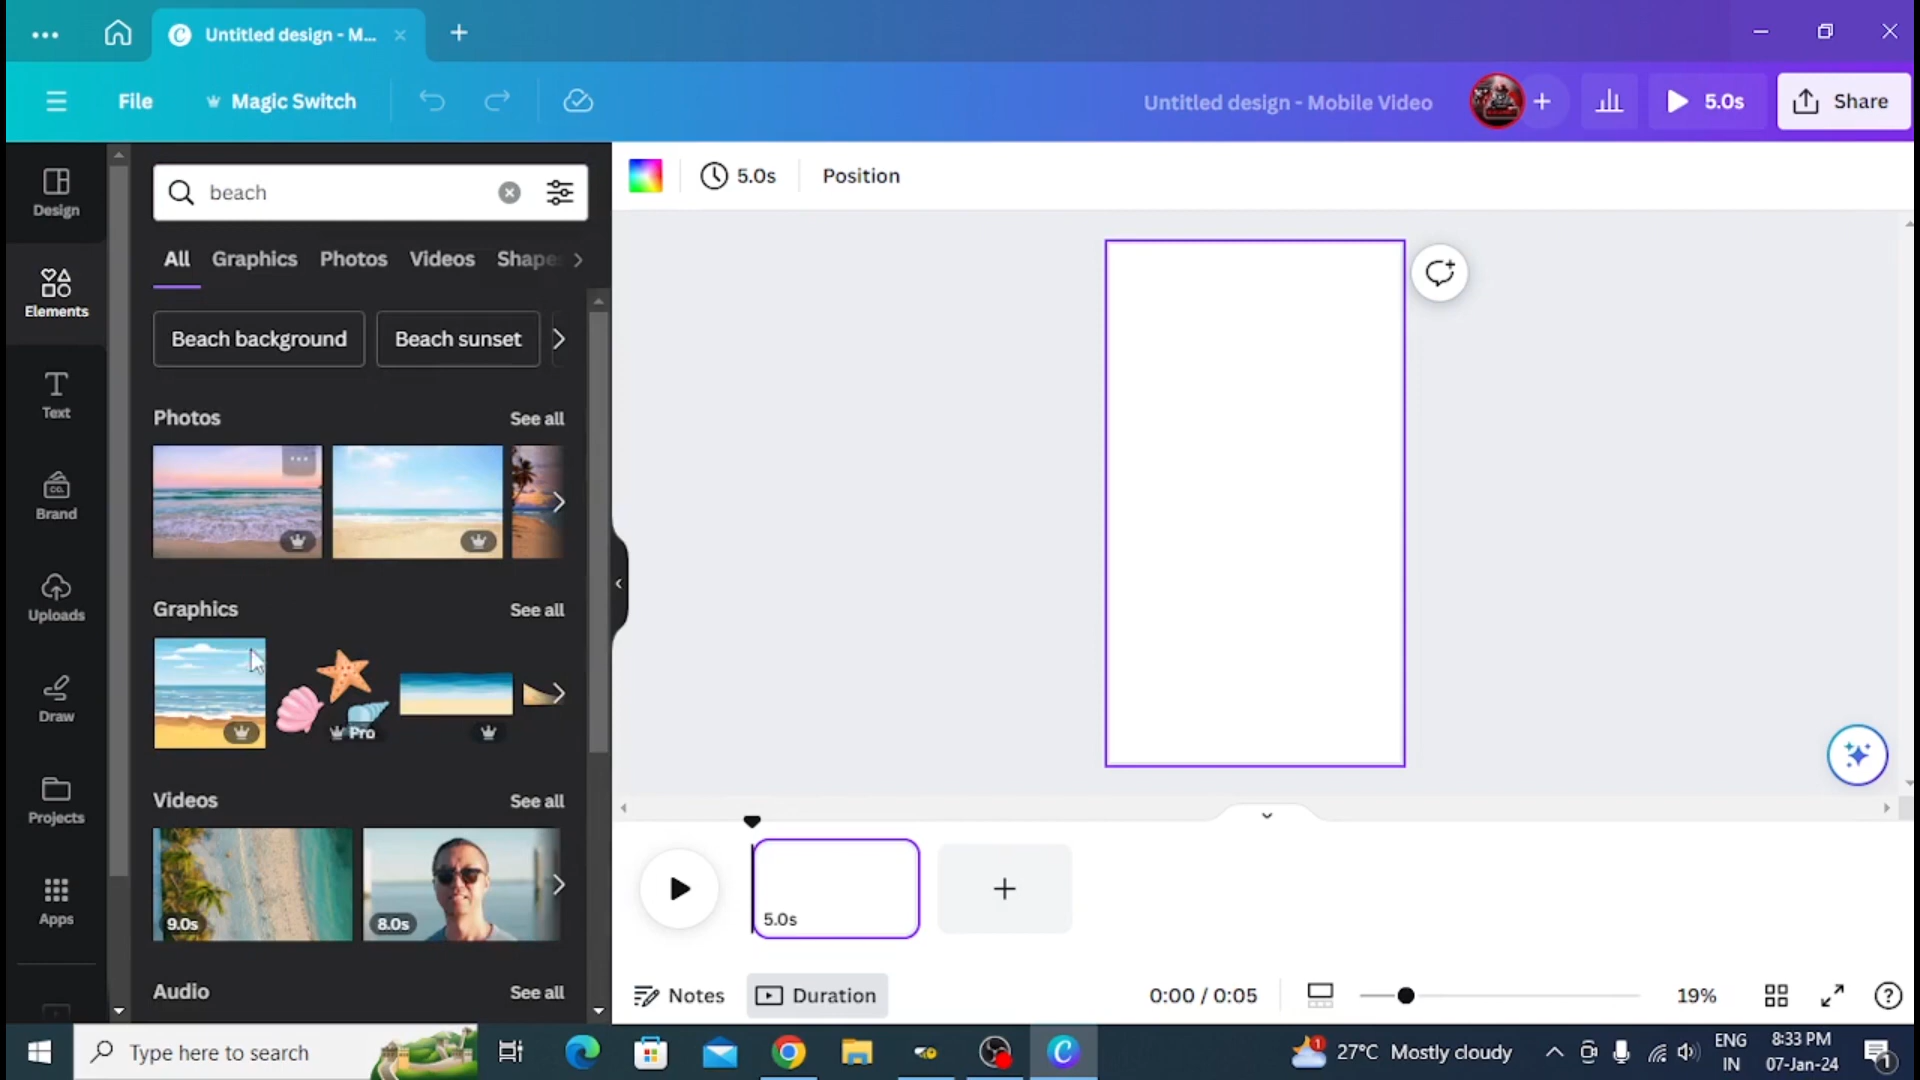 Untitled design - M...
File
Magic Switch
Untitled design - Mobile Video
5.0s
Share
Design
Elements
Text
Brand
Uploads
Draw
Projects
Apps
beach
All Graphics Photos Videos Shape
Beach background
Beach sunset
Photos
See all
Graphics
See all
Pro
Videos
See all
9.0s
8.0s
Audio
See all
5.0s
Position
5.0s
Notes
Duration
0:00 / 0:05
19%
Type here to search
27°C Mostly cloudy
ENG
IN
8:33 PM
07-Jan-24
1
1